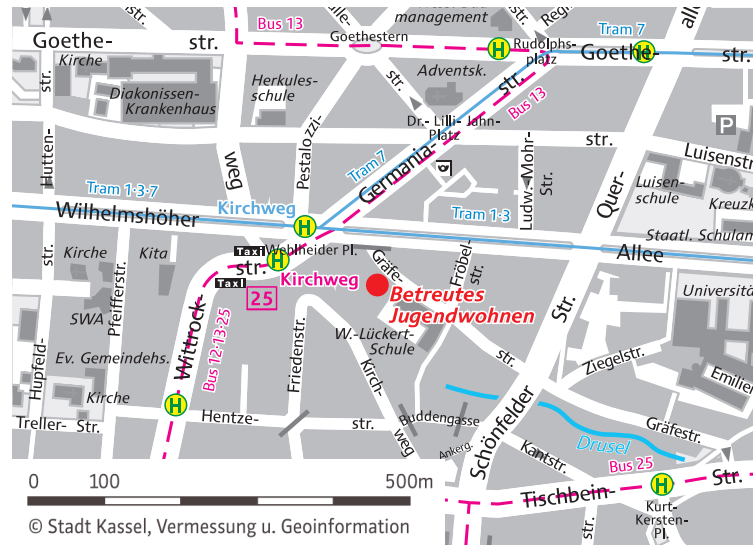 Bus 13
Goethestern
management
Regi
Tram 7
Rudolphs-
platz
Goethe-
str.
Goethe-
str.
Kirche
Diakonissen-
Krankenhaus
Herkules-
schule
Adventsk.
str.
Bus 13
alle
Hutten-
str.
weg
Pestalozzi-
str.
Dr.- Lilli- Jahn-
Platz
str.
P
Luisenstr.
Tram 7
Germania-
Ludw.-Mohr-
Str.
Quer-
Luisen-
schule
Kreuzk
Tram 1·3·7
Kirchweg
H
Tram 1·3
Wilhelmshöher
Allee
Staatl. Schulam
Kirche
Kita
Taxi
Wehlheider Pl.
str.
H
Kirchweg
Taxi
25
Gräfe-
Fröbel-
str.
Betreutes
Jugendwohnen
Universitä
SWA
Pfeifferstr.
Wittrock-
Bus 12·13·25
W.-Lückert-
Schule
Str.
Ev. Gemeindehs.
Friedenstr.
Kirch-
weg
str.
Ziegelstr.
Emilien
Hupfeld-
str.
Kirche
H
Treller-
Str.
Hentze-
str.
Buddengasse
Ankerg.
Schönfelder
Gräfestr.
Drusel
Kantstr.
Bus 25
H
Tischbein-
Str.
Kurt-
Kersten-
Pl.
str.
0 100 500m
© Stadt Kassel, Vermessung u. Geoinformation